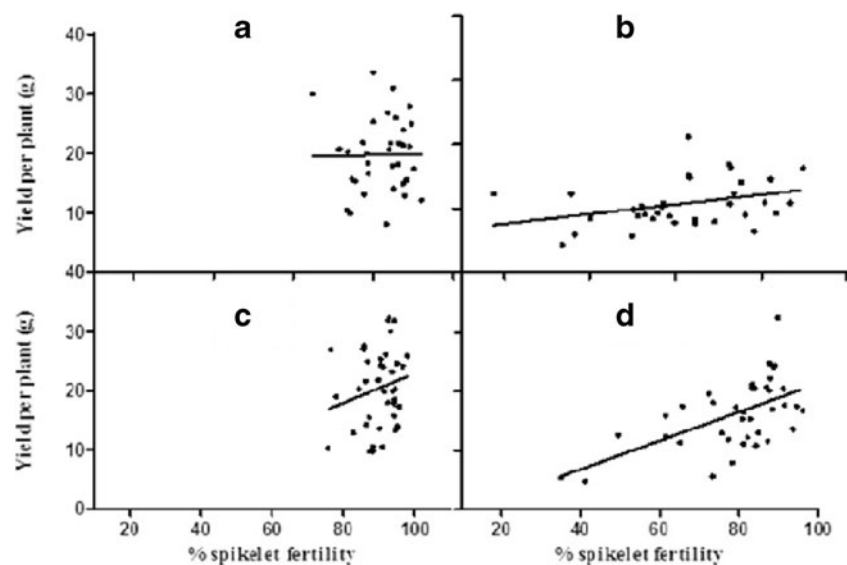 a
b
40
30
20
10
40
Yield per plant (g)
c
d
30
20
10
0
Yield per plant (g)
20 40 60 80 100
20 40 60 80 100
% spikelet fertility
% spikelet fertility